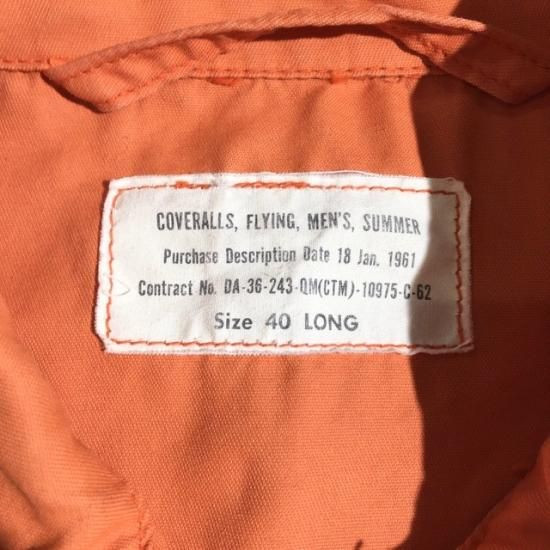 COVERALLS, FLYING, MEN'S, SUMMER
Purchase Description Date 18 Jan. 1961
Contract No. DA-36-243-QM(CTM)-10975-C-62
Size 40 LONG